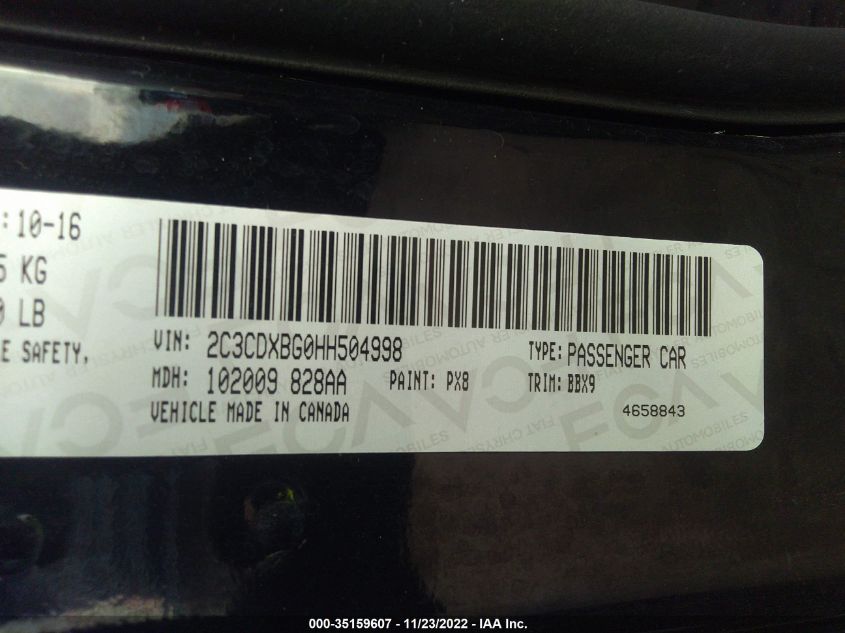 :10-16
KG
LB
E SAFETY,
VIN: 2C3CDXBG0HH504998
TYPE: PASSENGER CAR
MDH: 102009 828AA
PAINT: PX8
TRIM: BBX9
VEHICLE MADE IN CANADA
4658843
000-35159607 - 11/23/2022 - IAA Inc.